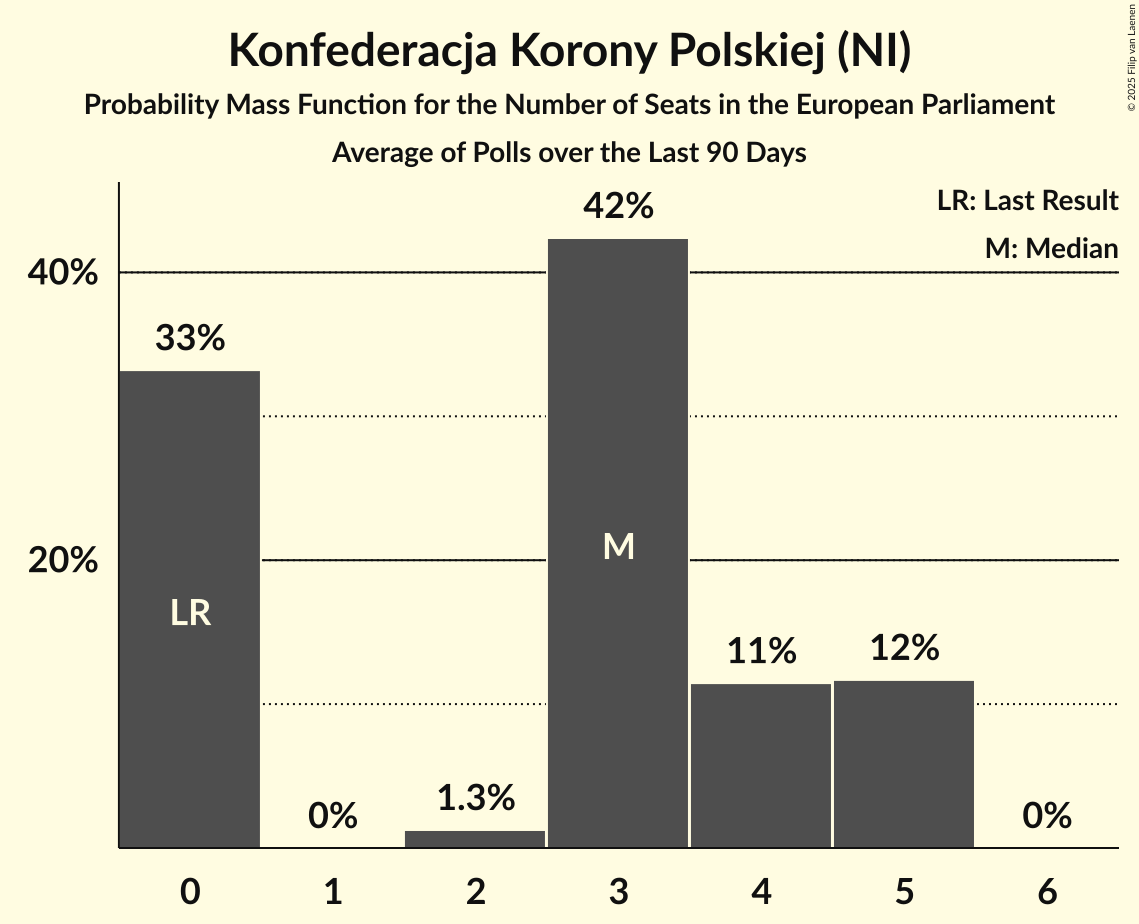 Konfederacja Korony Polskiej (NI)
Probability Mass Function for the Number of Seats in the European Parliament
Average of Polls over the Last 90 Days
© 2025 Filip van Laenen
LR: Last Result
M: Median
42%
40%
33%
20%
M
LR
11%
12%
1.3%
0%
0%
0 1 2 3 4 5 6